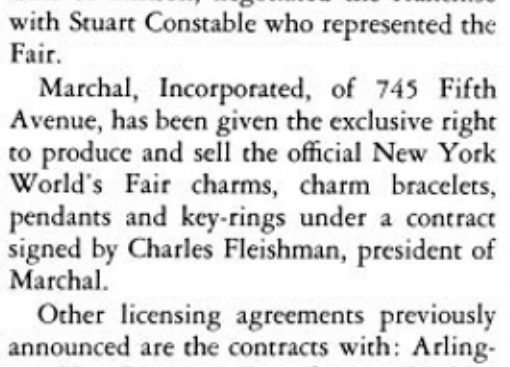 with Stuart Constable who represented the
Fair.
Marchal, Incorporated, of 745 Fifth
Avenue, has been given the exclusive right
to produce and sell the official New York
World's Fair charms, charm bracelets,
pendants and key-rings under a contract
signed by Charles Fleishman, president of
Marchal.
Other licensing agreements previously
announced are the contracts with: Arling-